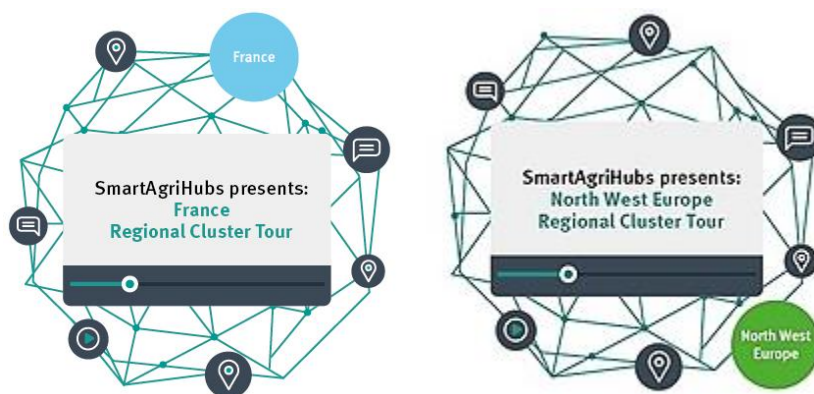 France
SmartAgriHubs presents:
France
Regional Cluster Tour
SmartAgriHubs presents:
North West Europe
Regional Cluster Tour
North West
Europe